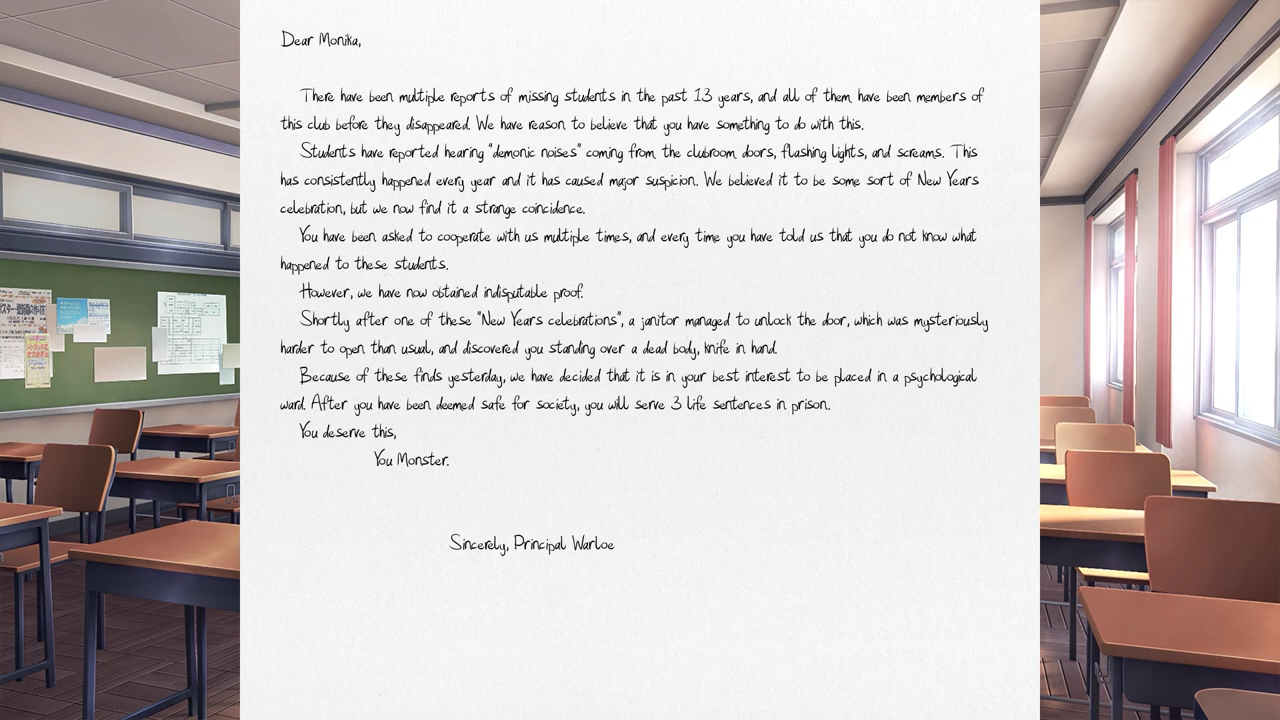 Dear Monika,
There have been multiple reports of missing students in the past 13 years, and all of them have been members of
this club before they disappeared. We have reason to believe that you have something to do with this.
Students have reported hearing "demonic noises" coming from the clubroom doors, flashing lights, and screams. This
has consistently happened every year and it has caused major suspicion. We believed it to be some sort of New Years
celebration, but we now find it a strange coincidence.
You have been asked to cooperate with us multiple times, and every time you have told us that you do not know what
happened to these students.
However, we have now obtained indisputable proof.
Shortly after one of these "New Years celebrations", a janitor managed to unlock the door, which was mysteriously
harder to open than usual, and discovered you standing over a dead body, knife in hand.
Because of these finds yesterday, we have decided that it is in your best interest to be placed in a psychological
ward. After you have been deemed safe for society, you will serve 3 life sentences in prison.
You deserve this,
You Monster.
Sincerely, Principal Warloe